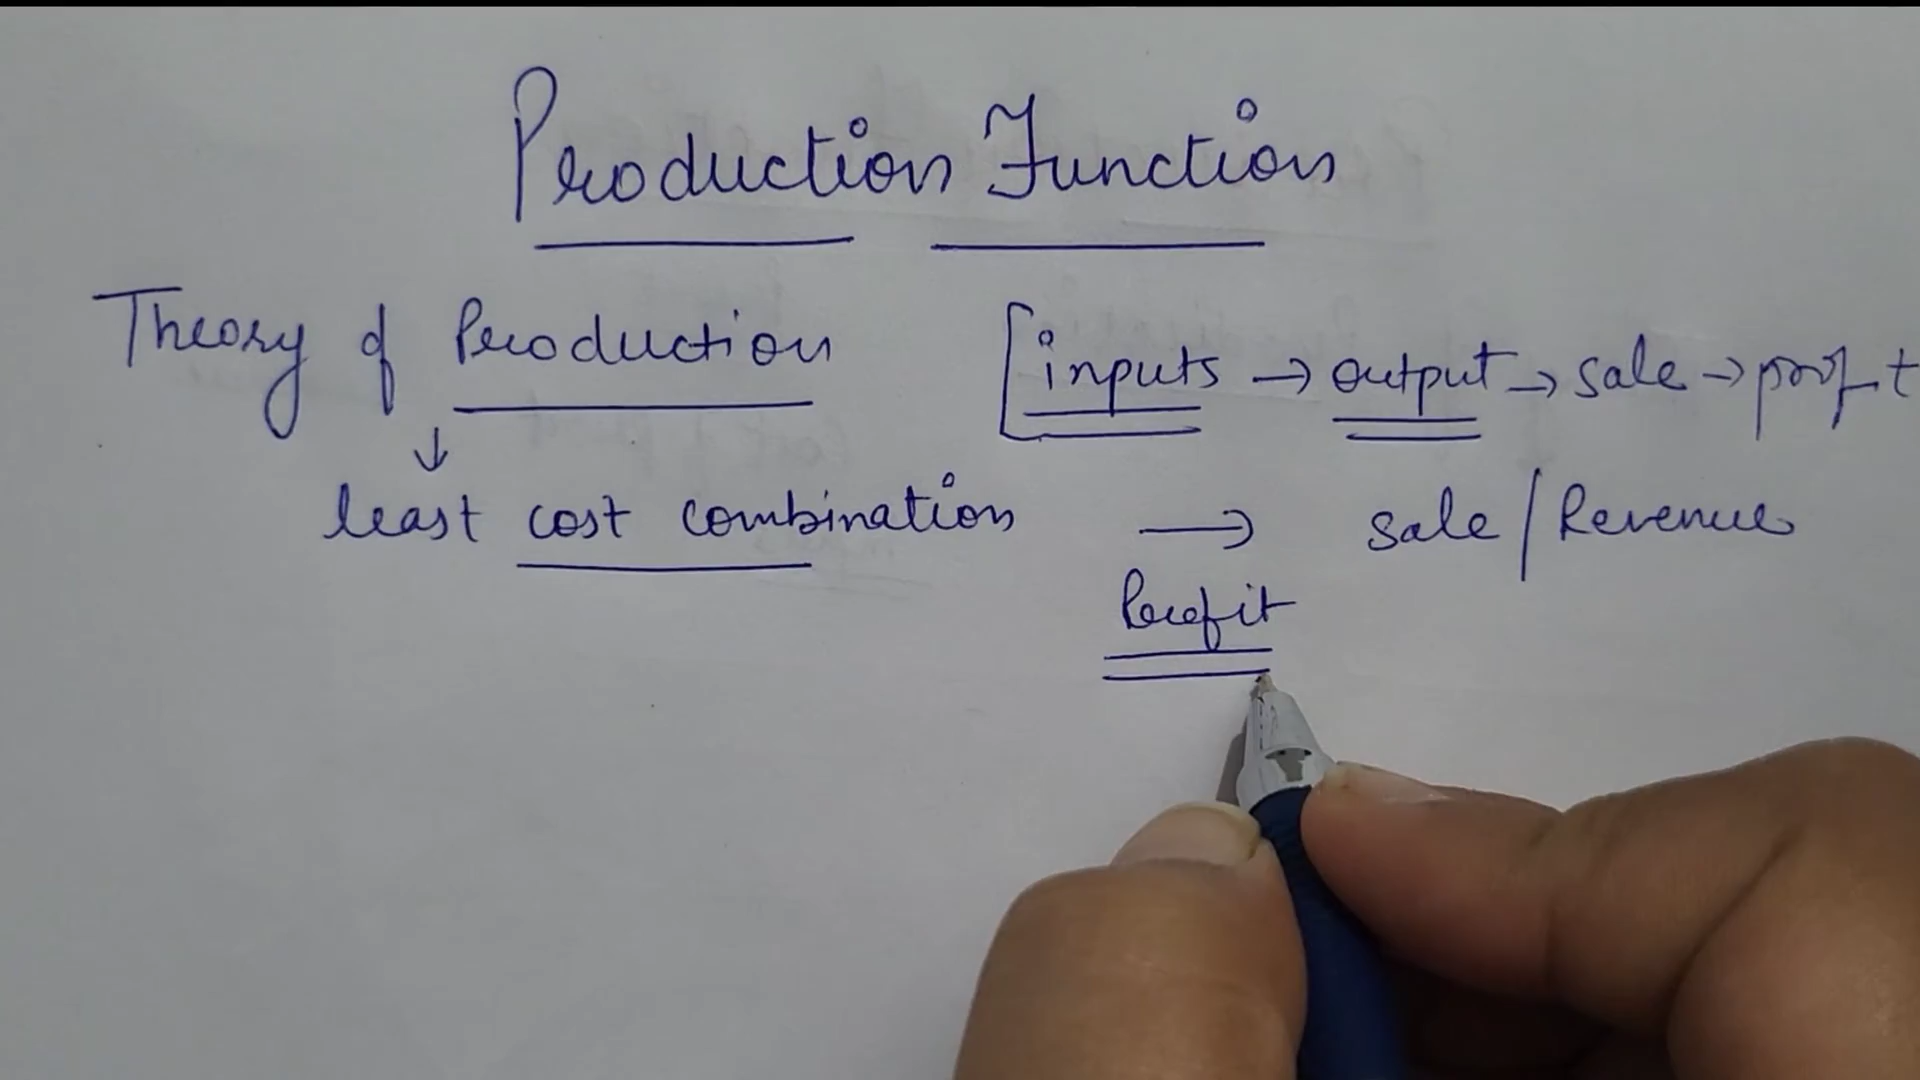 Production Function
Theory of Production [inputs → output → sale → profit
↓
least cost combination → sale / Revenue
Profit